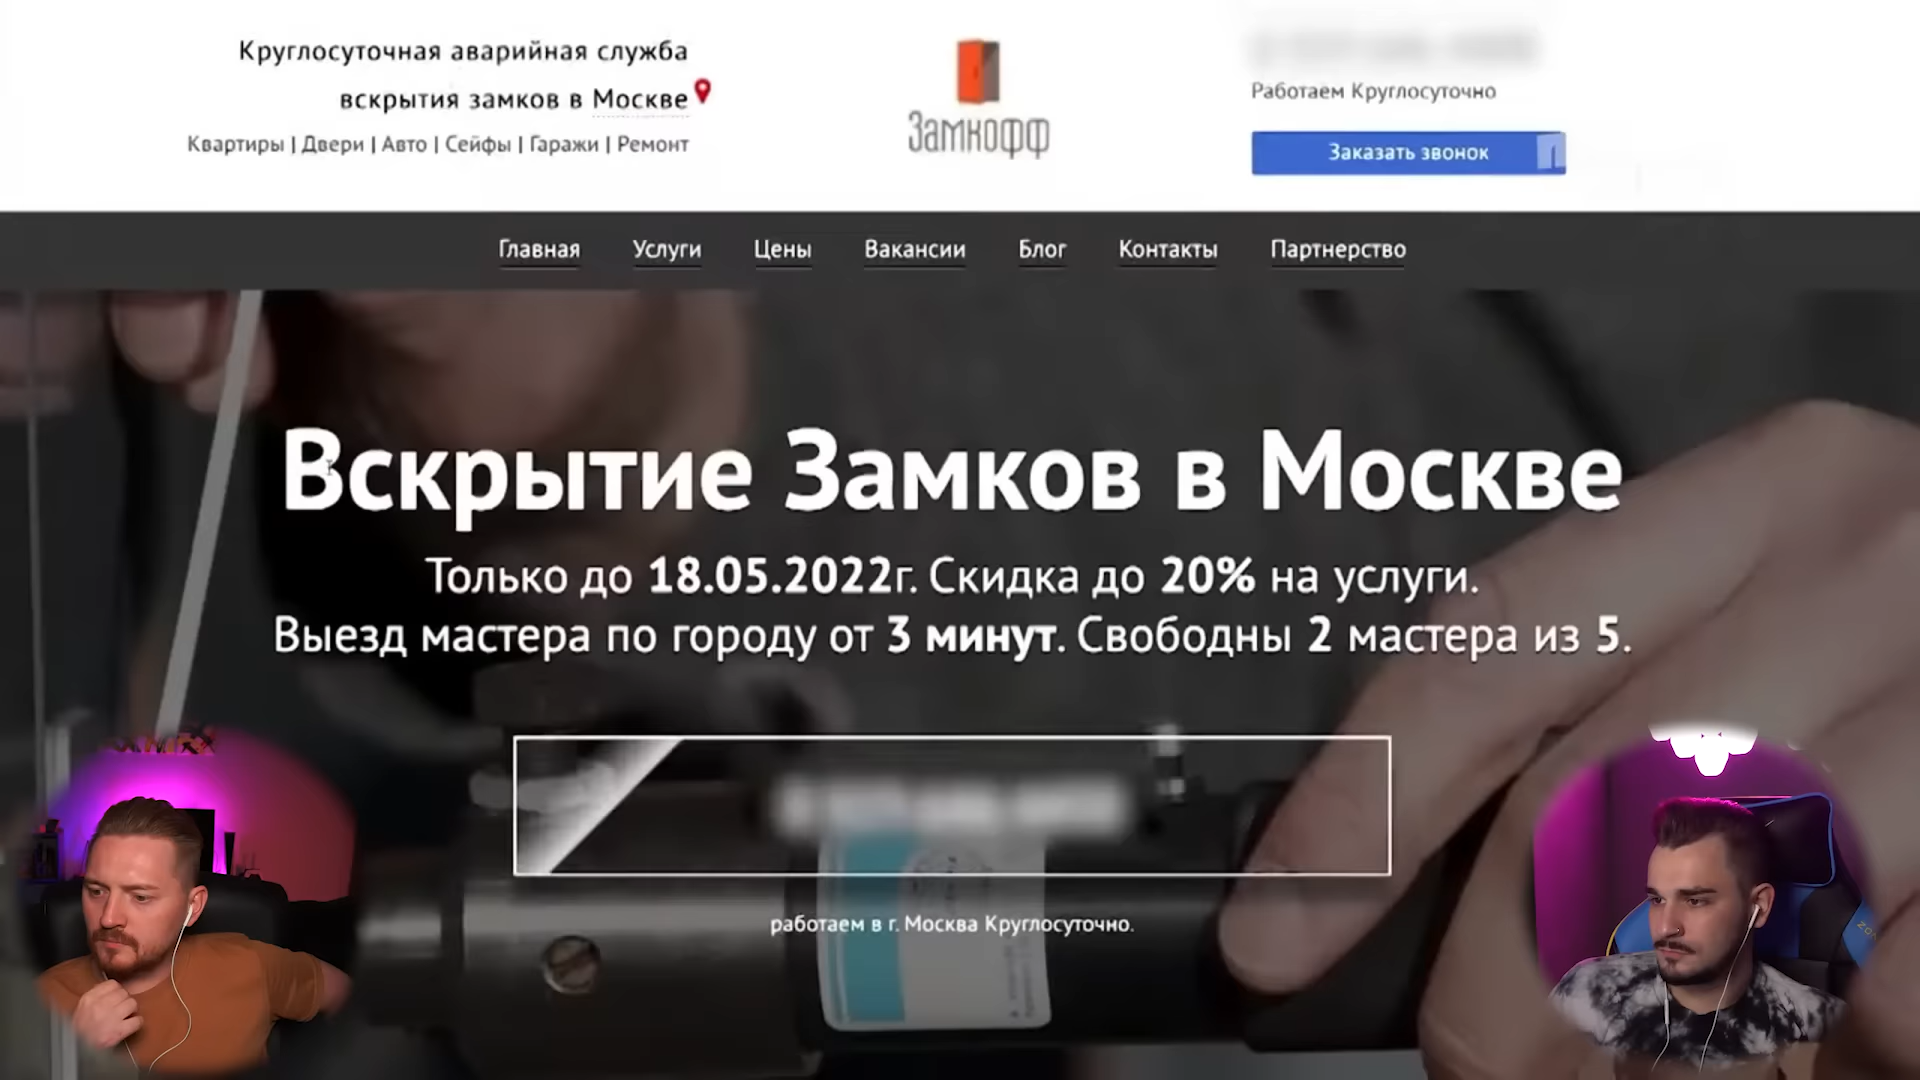 Круглосуточная аварийная служба
вскрытия замков в Москве
Квартиры | Двери | Авто | Сейфы | Гаражи | Ремонт
Замкофф
Работаем Круглосуточно
Заказать звонок
Главная Услуги Цены Вакансии Блог Контакты Партнерство
Вскрытие Замков в Москве
Только до 18.05.2022г. Скидка до 20% на услуги.
Выезд мастера по городу от 3 минут. Свободны 2 мастера из 5.
работаем в г. Москва Круглосуточно.